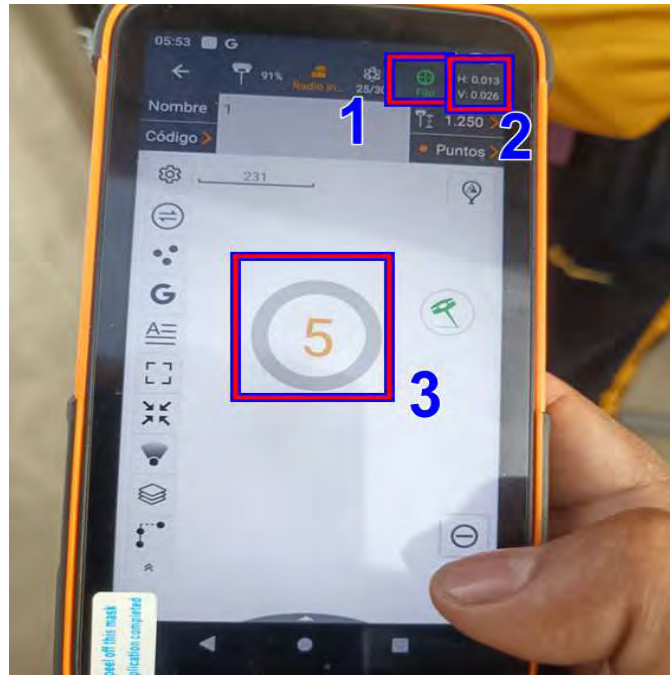 05:53 G
91% Radio in... 25/30 Fijo H: 0.013
V: 0.026
Nombre 1 1.250 >
Código > Puntos >
1
2
231
G
A
5
3
peel off this mask
plication completed